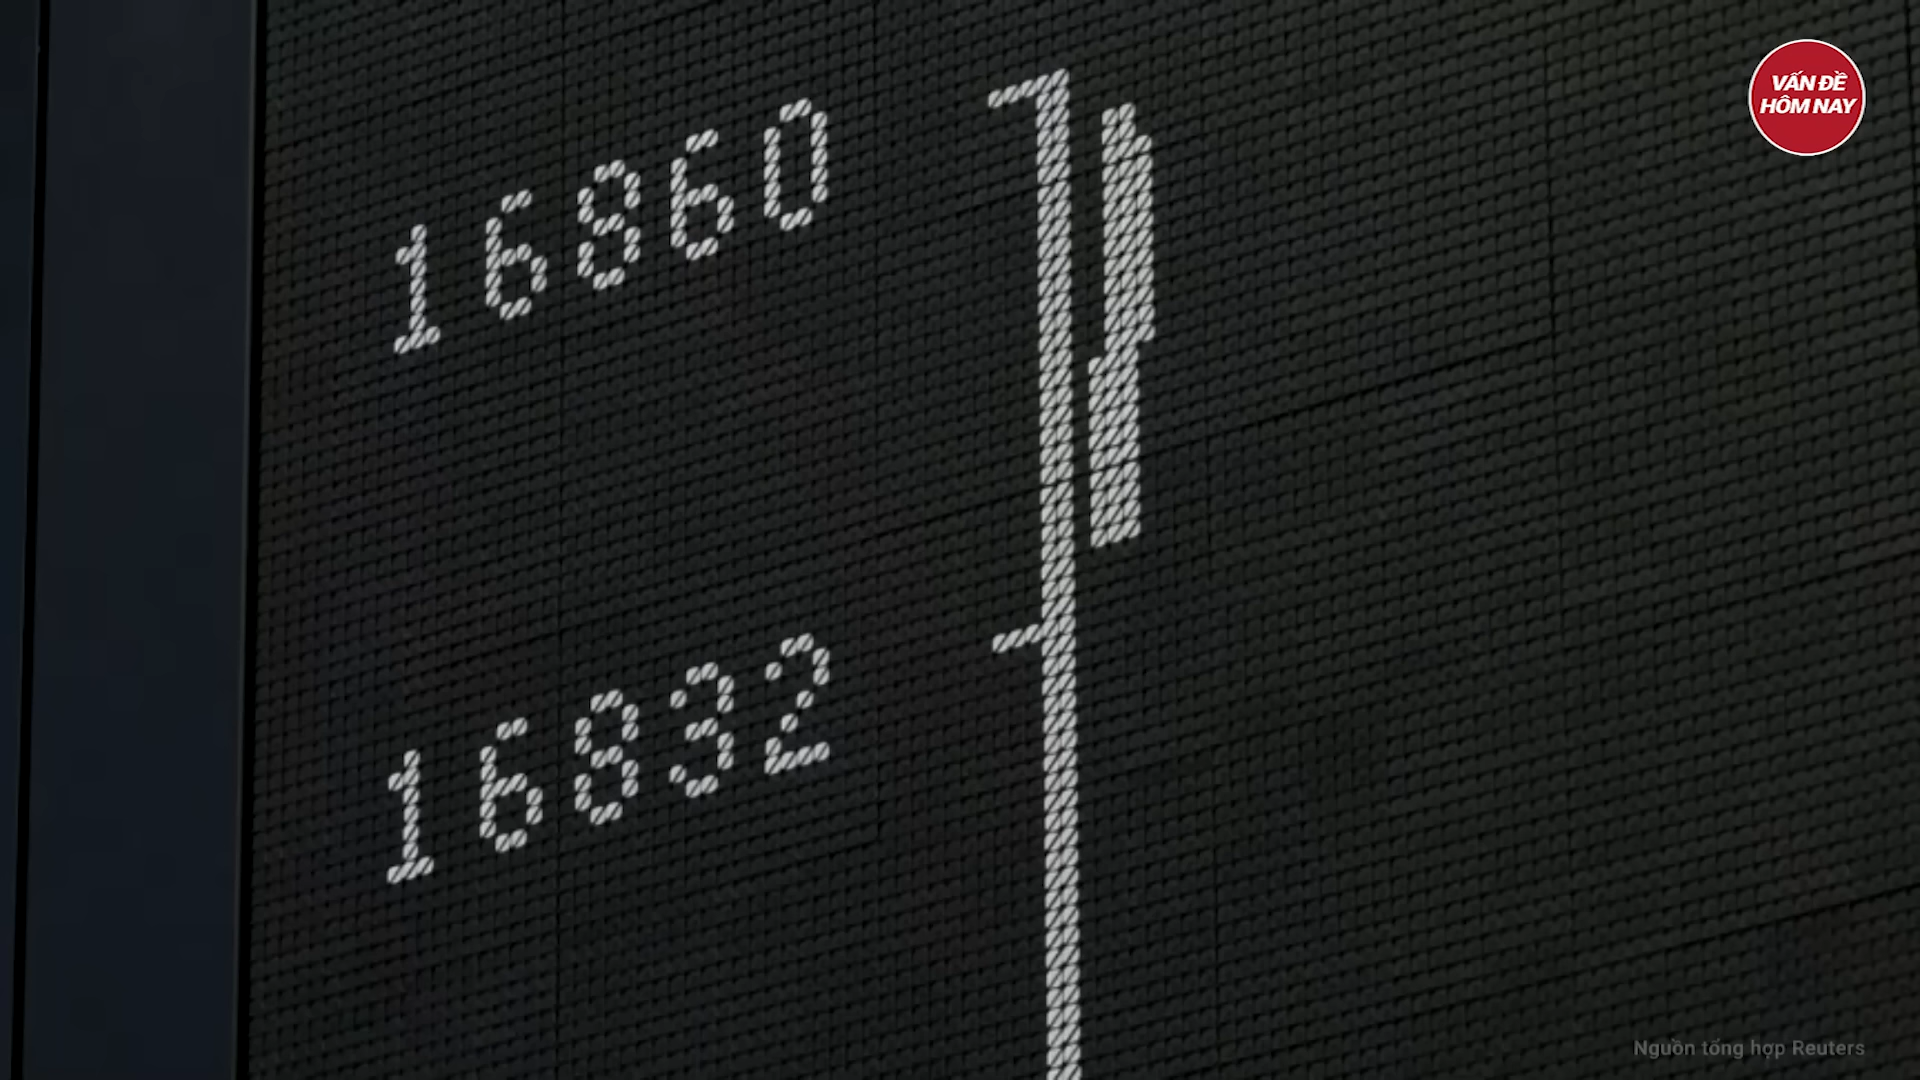 VẤN ĐỀ
HÔM NAY
16860
16832
Nguồn tổng hợp Reuters